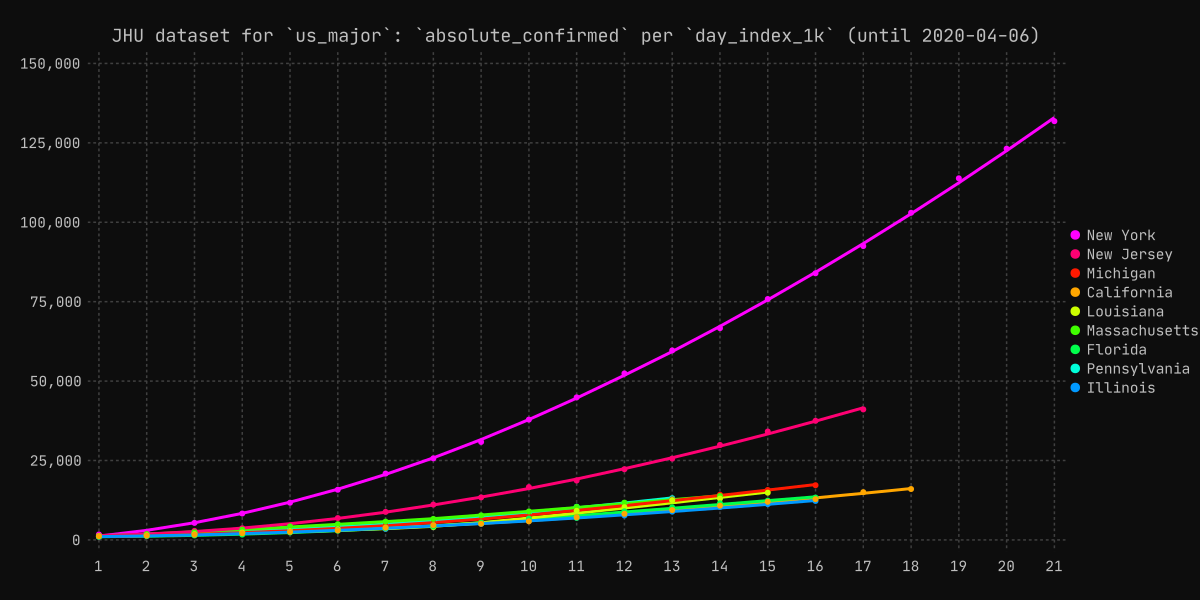 JHU dataset for `us_major`: `absolute_confirmed` per `day_index_1k` (until 2020-04-06)
150,000
125,000
100,000
75,000
50,000
25,000
0
1 2 3 4 5 6 7 8 9 10 11 12 13 14 15 16 17 18 19 20 21
New York
New Jersey
Michigan
California
Louisiana
Massachusetts
Florida
Pennsylvania
Illinois